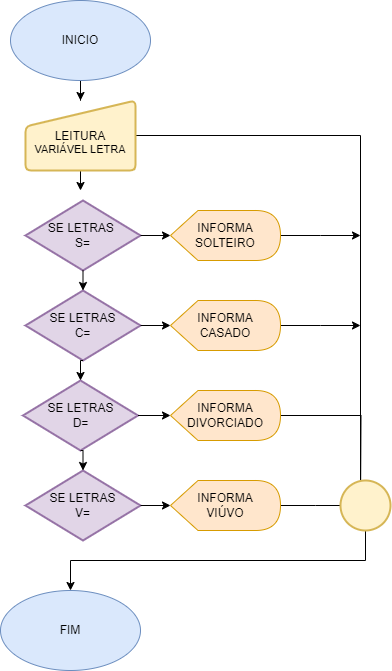 INICIO
LEITURA
VARIÁVEL LETRA
SE LETRAS
S=
INFORMA
SOLTEIRO
SE LETRAS
C=
INFORMA
CASADO
SE LETRAS
D=
INFORMA
DIVORCIADO
SE LETRAS
V=
INFORMA
VIÚVO
FIM